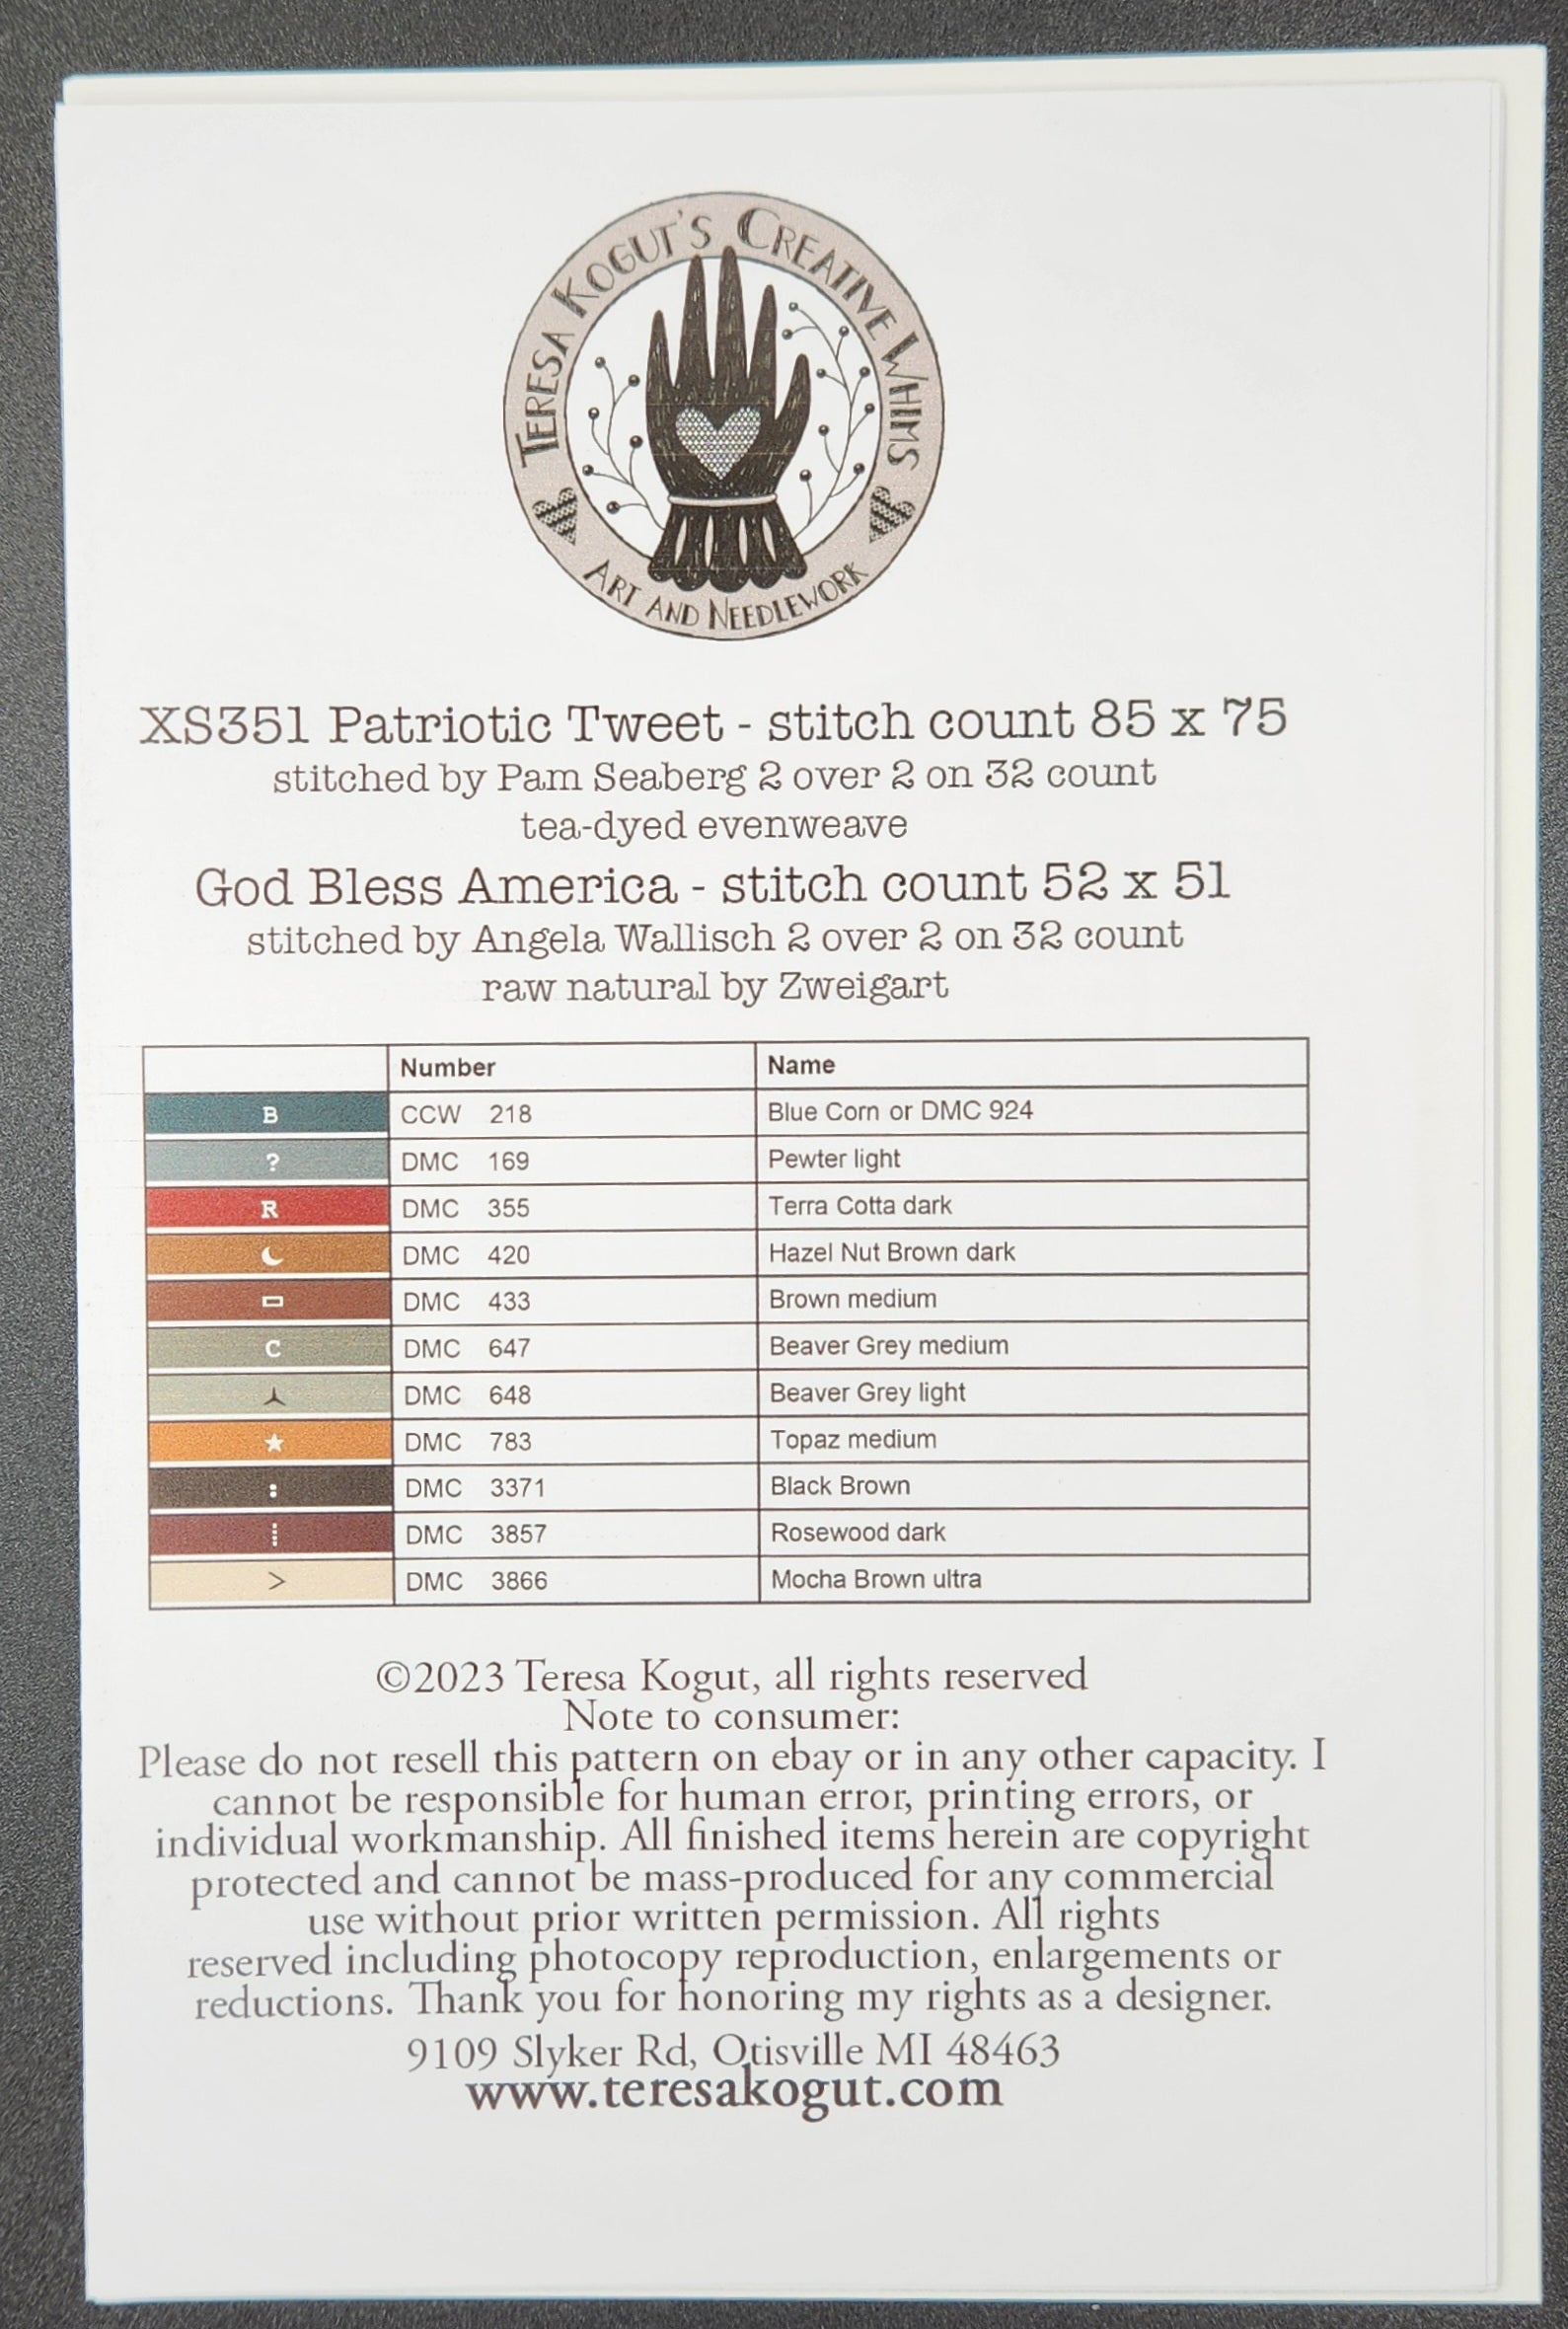 TERESA KOGUT'S CREATIVE WHIMS
ART AND NEEDLEWORK
XS351 Patriotic Tweet - stitch count 85 x 75
stitched by Pam Seaberg 2 over 2 on 32 count
tea-dyed evenweave
God Bless America - stitch count 52 x 51
stitched by Angela Wallisch 2 over 2 on 32 count
raw natural by Zweigart
Number Name
B CCW 218 Blue Corn or DMC 924
? DMC 169 Pewter light
R DMC 355 Terra Cotta dark
DMC 420 Hazel Nut Brown dark
DMC 433 Brown medium
C DMC 647 Beaver Grey medium
DMC 648 Beaver Grey light
★ DMC 783 Topaz medium
: DMC 3371 Black Brown
DMC 3857 Rosewood dark
> DMC 3866 Mocha Brown ultra
©2023 Teresa Kogut, all rights reserved
Note to consumer:
Please do not resell this pattern on ebay or in any other capacity. I
cannot be responsible for human error, printing errors, or
individual workmanship. All finished items herein are copyright
protected and cannot be mass-produced for any commercial
use without prior written permission. All rights
reserved including photocopy reproduction, enlargements or
reductions. Thank you for honoring my rights as a designer.
9109 Slyker Rd, Otisville MI 48463
www.teresakogut.com